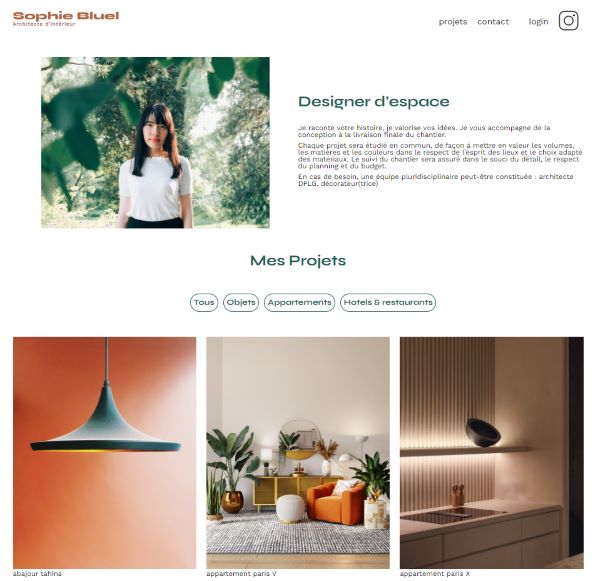 Sophie Bluel
Architecte d'intérieur
projets contact login
Designer d'espace
Je raconte votre histoire, je valorise vos idées. Je vous accompagne de la
conception à la livraison finale du chantier.
Chaque projet sera étudié en commun, de façon à mettre en valeur les volumes,
les matières et les couleurs dans le respect de l'esprit des lieux et le choix adapté
des matériaux. Le suivi du chantier sera assuré dans le souci du détail, le respect
du planning et du budget.
En cas de besoin, une équipe pluridisciplinaire peut-être constituée : architecte
DPLG, décorateur(trice)
Mes Projets
Tous Objets Appartements Hotels & restaurants
abajour tahina
appartement paris V
appartement paris X